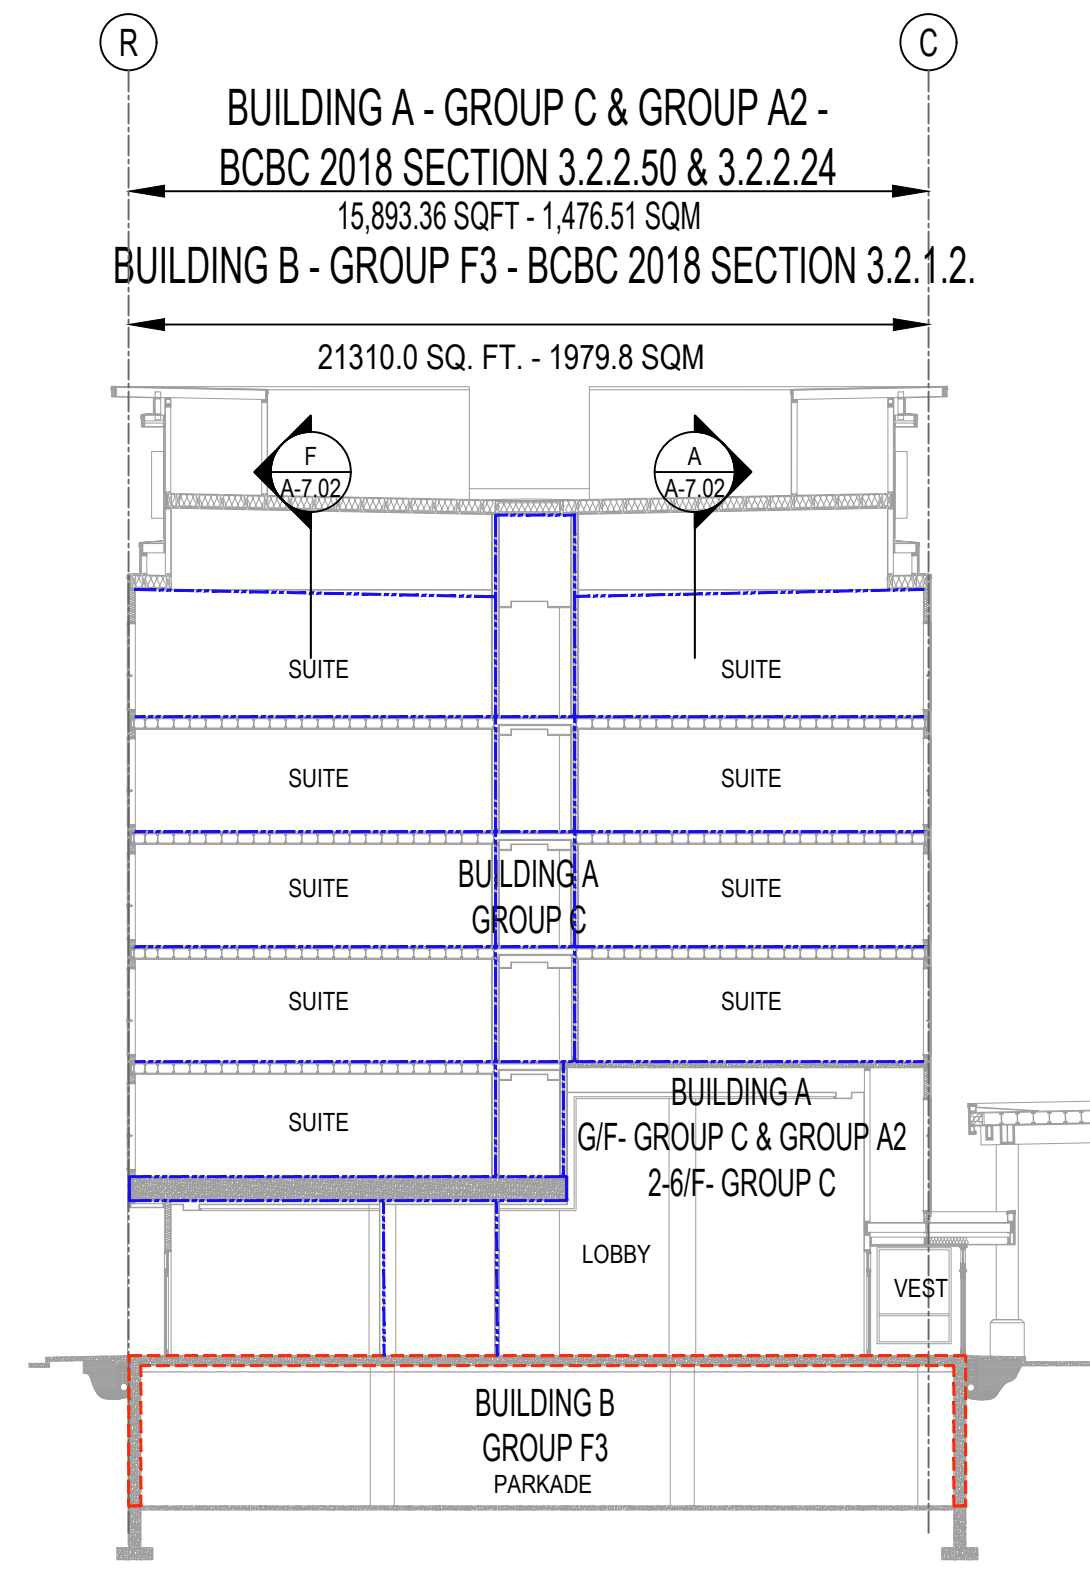 R C
BUILDING A - GROUP C & GROUP A2 -
BCBC 2018 SECTION 3.2.2.50 & 3.2.2.24
15,893.36 SQFT - 1,476.51 SQM
BUILDING B - GROUP F3 - BCBC 2018 SECTION 3.2.1.2.
21310.0 SQ. FT. - 1979.8 SQM
F A
A-7.02 A-7.02
SUITE SUITE
SUITE SUITE
BUILDING A
SUITE SUITE
GROUP C
SUITE SUITE
BUILDING A
SUITE
G/F- GROUP C & GROUP A2
2-6/F- GROUP C
LOBBY
VEST
BUILDING B
GROUP F3
PARKADE